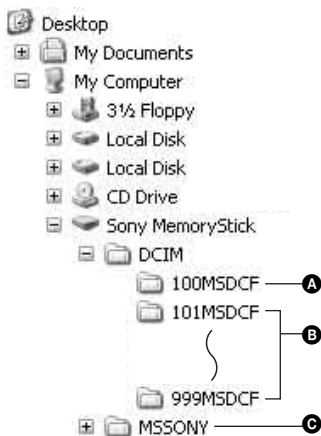 Desktop
My Documents
My Computer
3½ Floppy
Local Disk
Local Disk
CD Drive
Sony MemoryStick
DCIM
100MSDCF A
101MSDCF
B
999MSDCF
MSSONY C